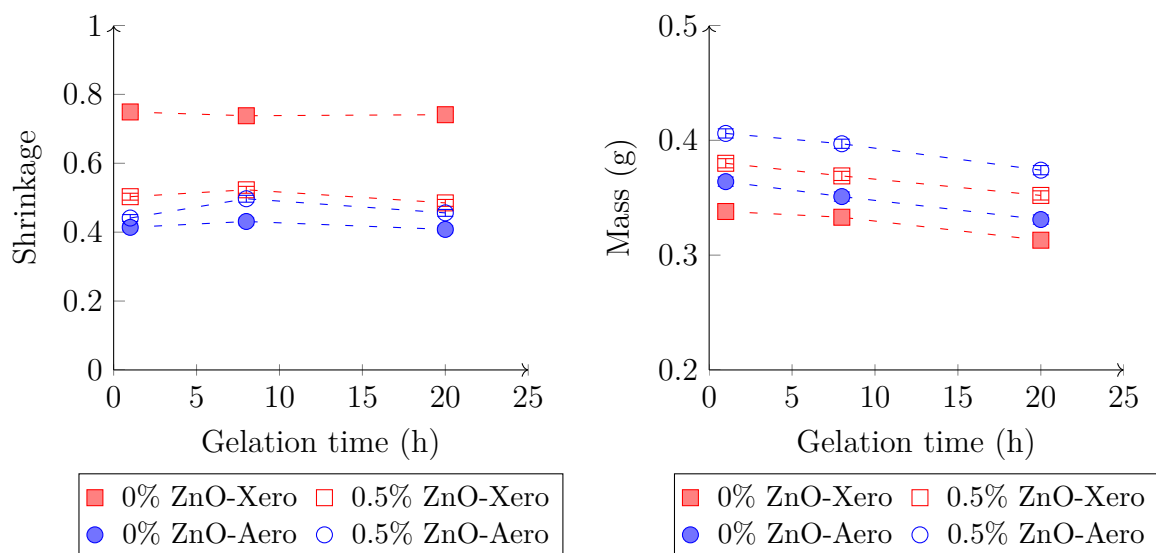 1
0.8
0.6
0.4
0.2
0
Shrinkage
0 5 10 15 20 25
Gelation time (h)
0% ZnO-Xero 0.5% ZnO-Xero
0% ZnO-Aero 0.5% ZnO-Aero
0.5
0.4
0.3
0.2
Mass (g)
0 5 10 15 20 25
Gelation time (h)
0% ZnO-Xero 0.5% ZnO-Xero
0% ZnO-Aero 0.5% ZnO-Aero